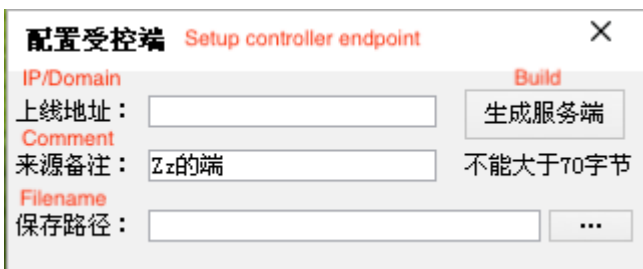 配置受控端 Setup controller endpoint
IP/Domain Build
上线地址： 生成服务端
Comment
来源备注： Zz的端 不能大于70字节
Filename
保存路径： ...